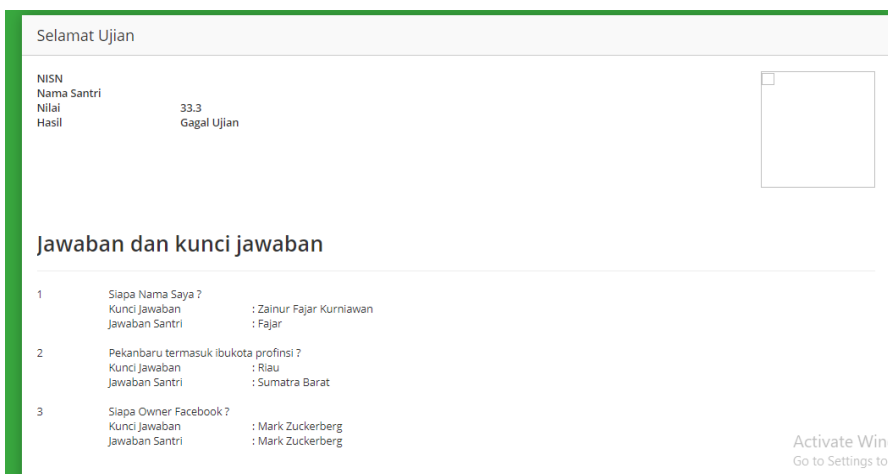 Selamat Ujian
NISN
Nama Santri
Nilai 33.3
Hasil Gagal Ujian
Jawaban dan kunci jawaban
1 Siapa Nama Saya ?
Kunci Jawaban : Zainur Fajar Kurniawan
Jawaban Santri : Fajar
2 Pekanbaru termasuk ibukota profinsi ?
Kunci Jawaban : Riau
Jawaban Santri : Sumatra Barat
3 Siapa Owner Facebook ?
Kunci Jawaban : Mark Zuckerberg
Jawaban Santri : Mark Zuckerberg
Activate Win
Go to Settings to